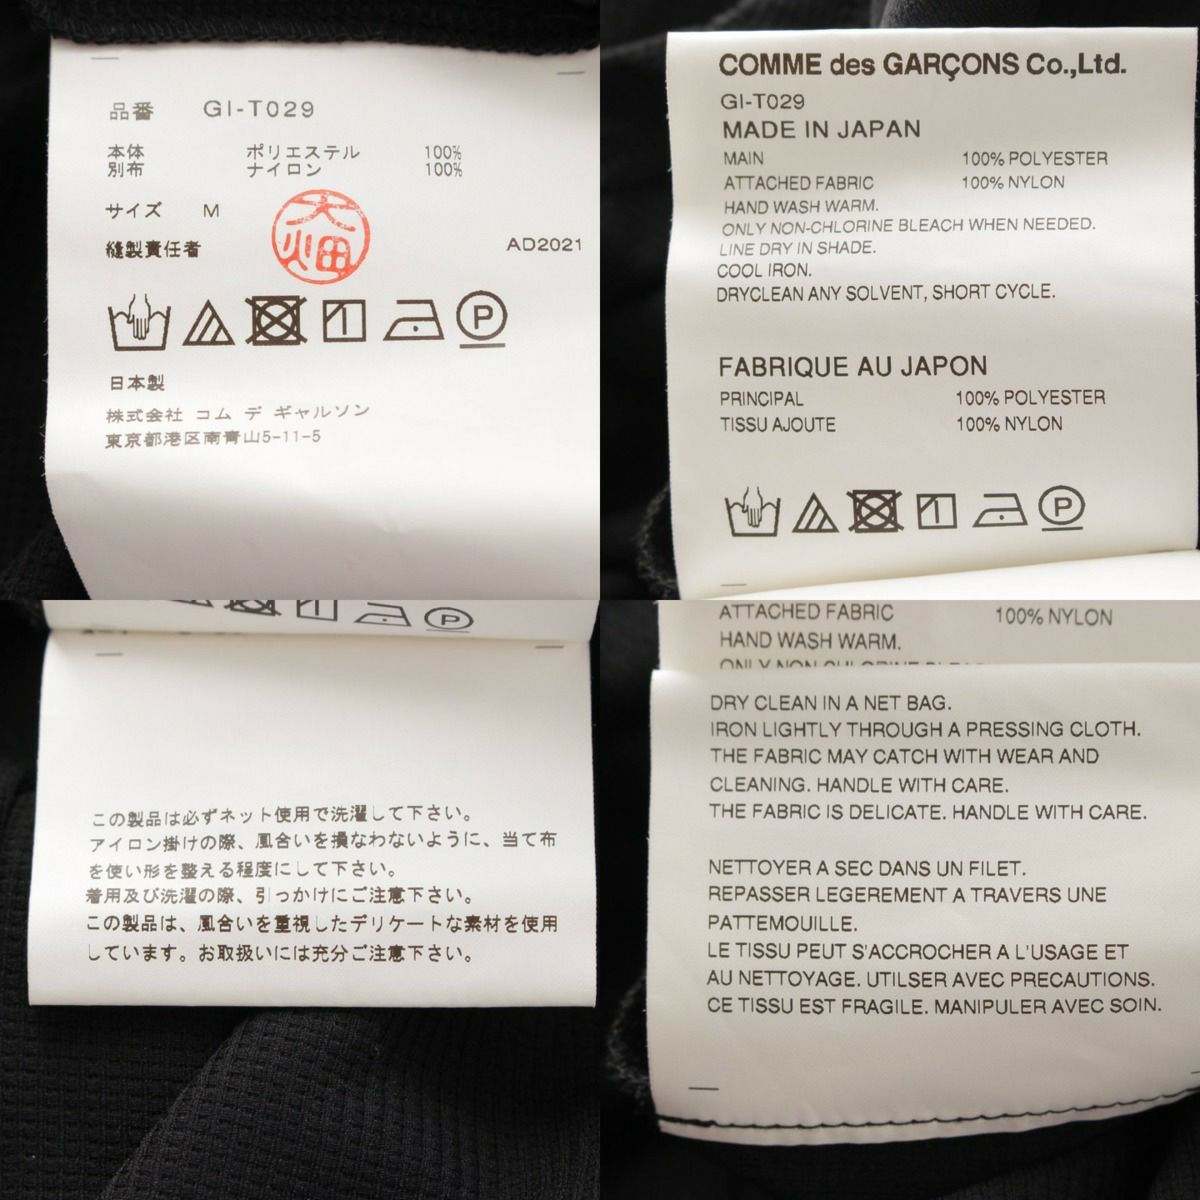 品番 GI-T029
本体 ポリエステル 100%
別布 ナイロン 100%
サイズ M
縫製責任者 大畑 AD2021
P
日本製
株式会社 コム デ ギャルソン
東京都港区南青山5-11-5
COMME des GARÇONS Co.,Ltd.
GI-T029
MADE IN JAPAN
MAIN 100% POLYESTER
ATTACHED FABRIC 100% NYLON
HAND WASH WARM.
ONLY NON-CHLORINE BLEACH WHEN NEEDED.
LINE DRY IN SHADE.
COOL IRON.
DRYCLEAN ANY SOLVENT, SHORT CYCLE.
FABRIQUE AU JAPON
PRINCIPAL 100% POLYESTER
TISSU AJOUTE 100% NYLON
P
P
この製品は必ずネット使用で洗濯して下さい。
アイロン掛けの際、風合いを損なわないように、当て布
を使い形を整える程度にして下さい。
着用及び洗濯の際、引っかけにご注意下さい。
この製品は、風合いを重視したデリケートな素材を使用
しています。お取扱いには充分ご注意下さい。
ATTACHED FABRIC 100% NYLON
HAND WASH WARM.
ONLY NON-CHLORINE
DRY CLEAN IN A NET BAG.
IRON LIGHTLY THROUGH A PRESSING CLOTH.
THE FABRIC MAY CATCH WITH WEAR AND
CLEANING. HANDLE WITH CARE.
THE FABRIC IS DELICATE. HANDLE WITH CARE.
NETTOYER A SEC DANS UN FILET.
REPASSER LEGEREMENT A TRAVERS UNE
PATTEMOUILLE.
LE TISSU PEUT S'ACCROCHER A L'USAGE ET
AU NETTOYAGE. UTILSER AVEC PRECAUTIONS.
CE TISSU EST FRAGILE. MANIPULER AVEC SOIN.